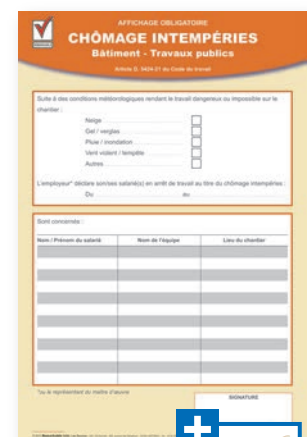 AFFICHAGE OBLIGATOIRE
CHÔMAGE INTEMPÉRIES
Bâtiment - Travaux publics
Article D. 5424-21 du Code du travail
Suite à des conditions météorologiques rendant le travail dangereux ou impossible sur le
chantier :
Neige
Gel / verglas
Pluie / inondation
Vent violent / tempête
Autres
L'employeur* déclare son/ses salarié(s) en arrêt de travail au titre du chômage intempéries :
Du au
Sont concernés :
Nom / Prénom du salarié Nom de l'équipe Lieu du chantier
*ou le représentant du maître d'œuvre
SIGNATURE